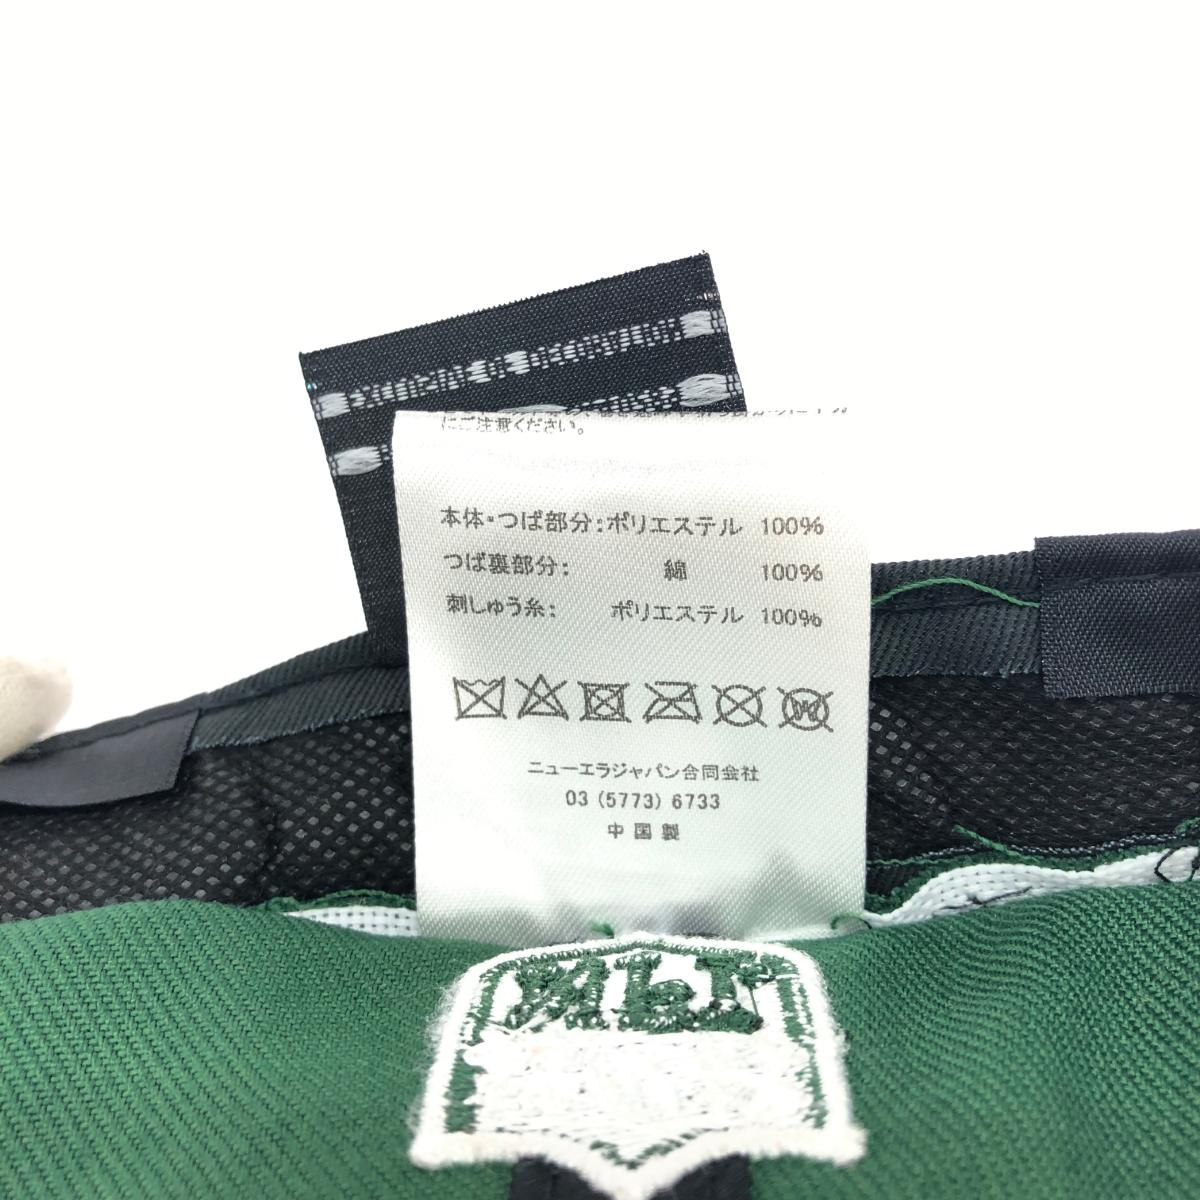 にご注意ください。
本体・つば部分：ポリエステル 100%
つば裏部分： 綿 100%
刺しゅう糸： ポリエステル 100%
ニューエラジャパン合同会社
03 (5773) 6733
中国製